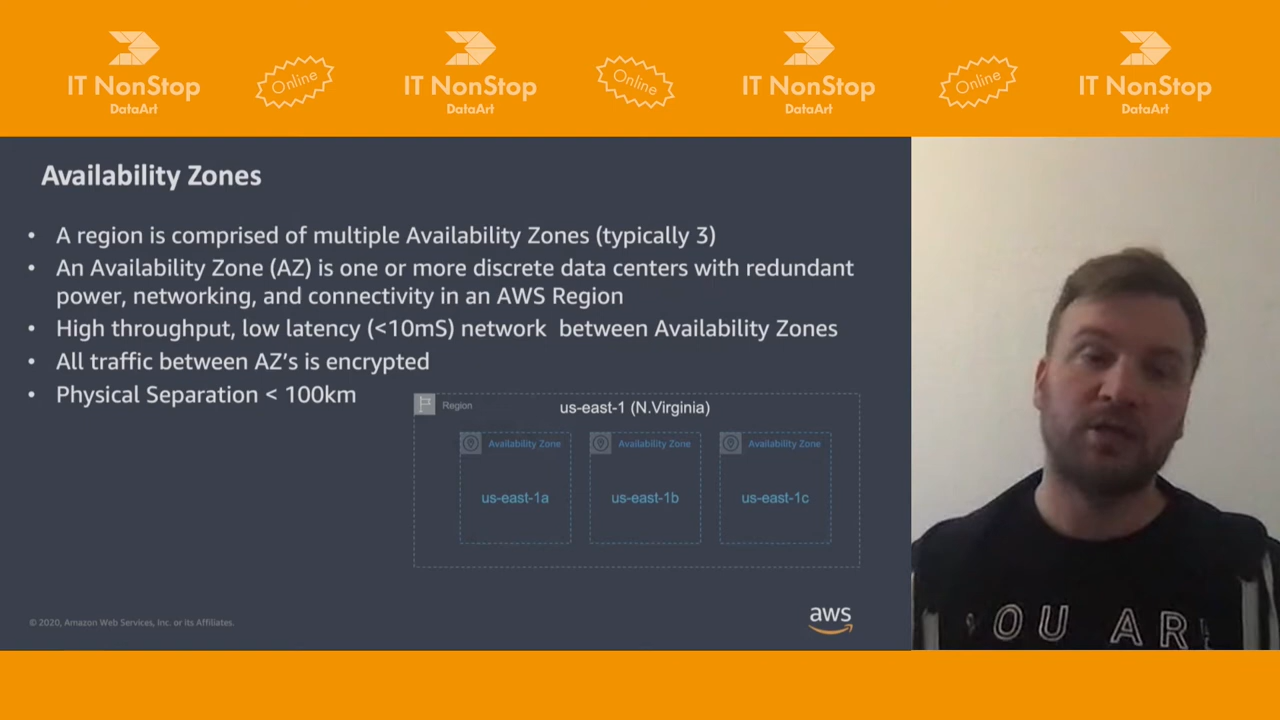 IT NonStop
DataArt
Online
IT NonStop
DataArt
Online
IT NonStop
DataArt
Online
IT NonStop
DataArt
Availability Zones
• A region is comprised of multiple Availability Zones (typically 3)
• An Availability Zone (AZ) is one or more discrete data centers with redundant
power, networking, and connectivity in an AWS Region
• High throughput, low latency (<10mS) network between Availability Zones
• All traffic between AZ's is encrypted
• Physical Separation < 100km
Region
us-east-1 (N.Virginia)
Availability Zone
Availability Zone
Availability Zone
us-east-1a
us-east-1b
us-east-1c
© 2020, Amazon Web Services, Inc. or its Affiliates.
aws
YOU ARE